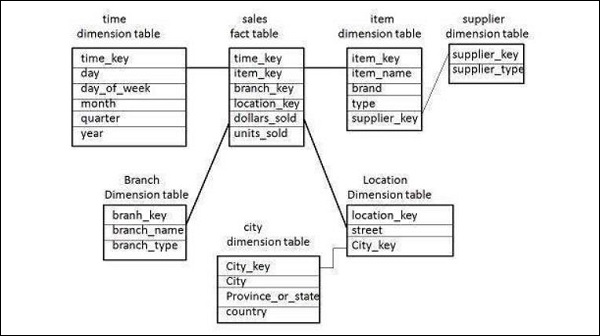 time
dimension table
time_key
day
day_of_week
month
quarter
year
sales
fact table
time_key
item_key
branch_key
location_key
dollars_sold
units_sold
item
dimension table
item_key
item_name
brand
type
supplier_key
supplier
dimension table
supplier_key
supplier_type
Branch
Dimension table
branh_key
branch_name
branch_type
city
dimension table
City_key
City
Province_or_state
country
Location
Dimension table
location_key
street
City_key